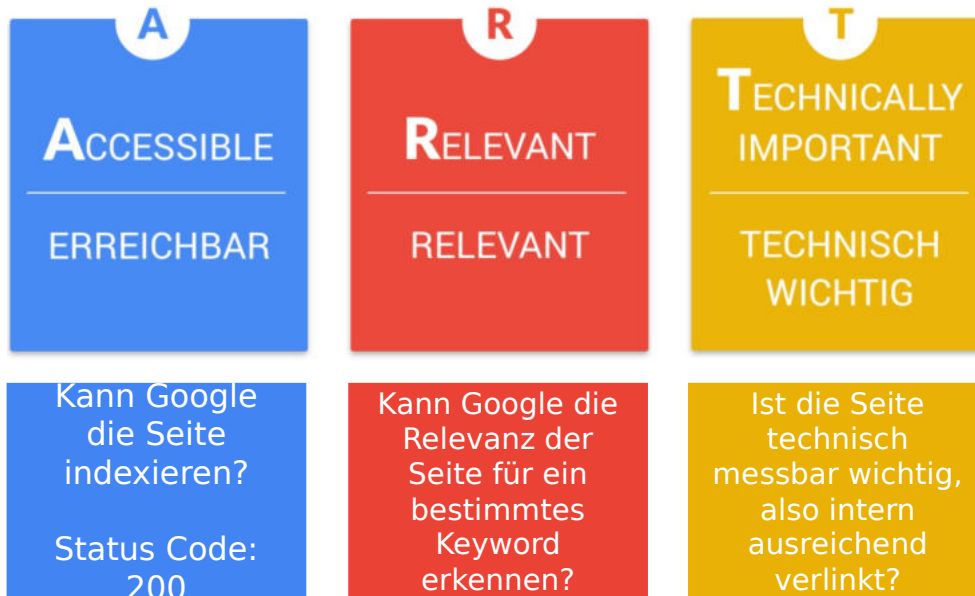 A
ACCESSIBLE
ERREICHBAR
Kann Google
die Seite
indexieren?
Status Code:
200
R
RELEVANT
RELEVANT
Kann Google die
Relevanz der
Seite für ein
bestimmtes
Keyword
erkennen?
T
TECHNICALLY
IMPORTANT
TECHNISCH
WICHTIG
Ist die Seite
technisch
messbar wichtig,
also intern
ausreichend
verlinkt?